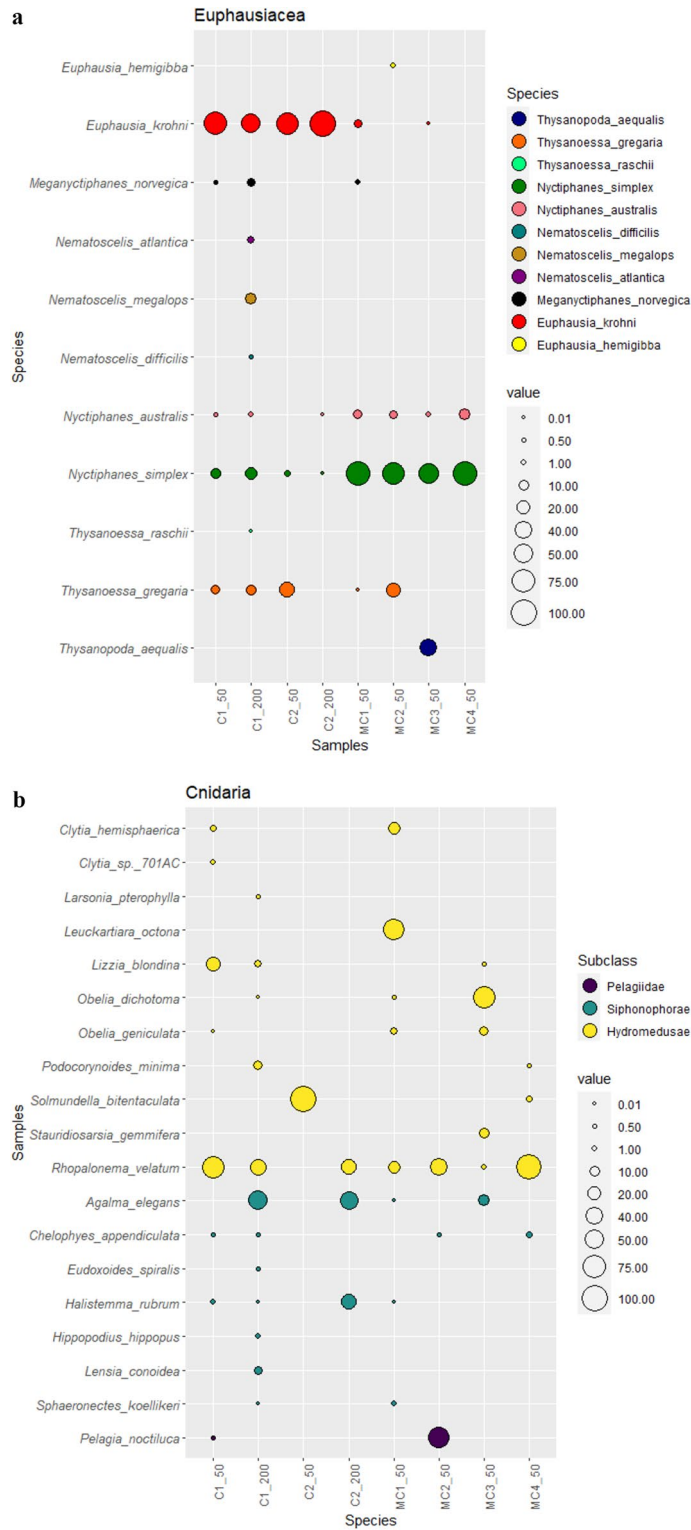 a
Euphausiacea
Species
Euphausia_hemigibba
Euphausia_krohni
Meganyctiphanes_norvegica
Nematoscelis_atlantica
Nematoscelis_megalops
Nematoscelis_difficilis
Nyctiphanes_australis
Nyctiphanes_simplex
Thysanoessa_raschii
Thysanoessa_gregaria
Thysanopoda_aequalis
C1_50
C1_200
C2_50
C2_200
MC1_50
MC2_50
MC3_50
MC4_50
Samples
Species
Thysanopoda_aequalis
Thysanoessa_gregaria
Thysanoessa_raschii
Nyctiphanes_simplex
Nyctiphanes_australis
Nematoscelis_difficilis
Nematoscelis_megalops
Nematoscelis_atlantica
Meganyctiphanes_norvegica
Euphausia_krohni
Euphausia_hemigibba
value
0.01
0.50
1.00
10.00
20.00
40.00
50.00
75.00
100.00
b
Cnidaria
Samples
Clytia_hemisphaerica
Clytia_sp._701AC
Larsonia_pterophylla
Leuckartiara_octona
Lizzia_blondina
Obelia_dichotoma
Obelia_geniculata
Podocorynoides_minima
Solmundella_bitentaculata
Stauridiosarsia_gemmifera
Rhopalonema_velatum
Agalma_elegans
Chelophyes_appendiculata
Eudoxoides_spiralis
Halistemma_rubrum
Hippopodius_hippopus
Lensia_conoidea
Sphaeronectes_koellikeri
Pelagia_noctiluca
C1_50
C1_200
C2_50
C2_200
MC1_50
MC2_50
MC3_50
MC4_50
Species
Subclass
Pelagiidae
Siphonophorae
Hydromedusae
value
0.01
0.50
1.00
10.00
20.00
40.00
50.00
75.00
100.00